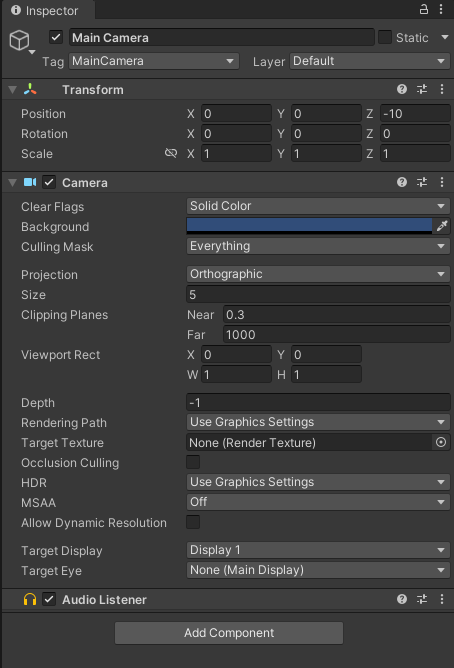 Inspector
Main Camera Static
Tag MainCamera Layer Default
Transform
Position X 0 Y 0 Z -10
Rotation X 0 Y 0 Z 0
Scale X 1 Y 1 Z 1
Camera
Clear Flags Solid Color
Background
Culling Mask Everything
Projection Orthographic
Size 5
Clipping Planes Near 0.3
Far 1000
Viewport Rect X 0 Y 0
W 1 H 1
Depth -1
Rendering Path Use Graphics Settings
Target Texture None (Render Texture)
Occlusion Culling
HDR Use Graphics Settings
MSAA Off
Allow Dynamic Resolution
Target Display Display 1
Target Eye None (Main Display)
Audio Listener
Add Component